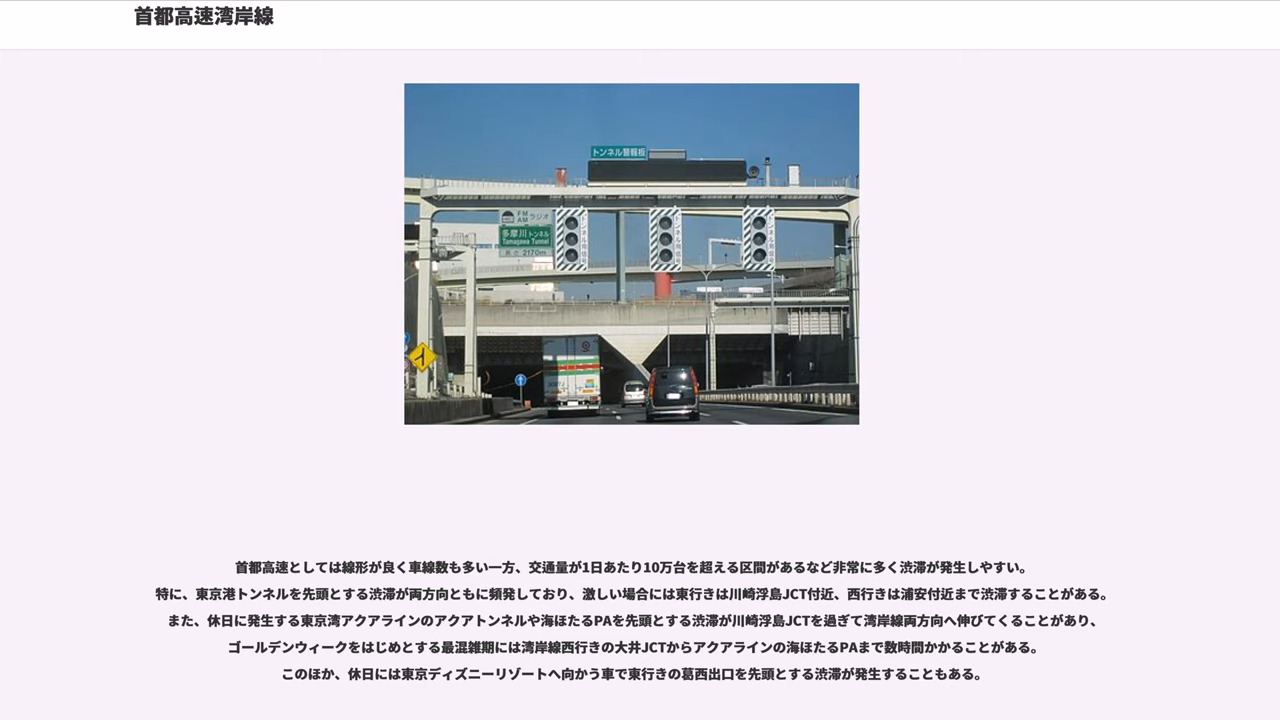 首都高速湾岸線
トンネル警報板
FM
AM
ラジオ
多摩川トンネル
Tamagawa Tunnel
長さ 2170m
首都高速としては線形が良く車線数も多い一方、交通量が1日あたり10万台を超える区間があるなど非常に多く渋滞が発生しやすい。
特に、東京港トンネルを先頭とする渋滞が両方向ともに頻発しており、激しい場合には東行きは川崎浮島JCT付近、西行きは浦安付近まで渋滞することがある。
また、休日に発生する東京湾アクアラインのアクアトンネルや海ほたるPAを先頭とする渋滞が川崎浮島JCTを過ぎて湾岸線両方向へ伸びてくることがあり、
ゴールデンウィークをはじめとする最混雑期には湾岸線西行きの大井JCTからアクアラインの海ほたるPAまで数時間かかることがある。
このほか、休日には東京ディズニーリゾートへ向かう車で東行きの葛西出口を先頭とする渋滞が発生することもある。